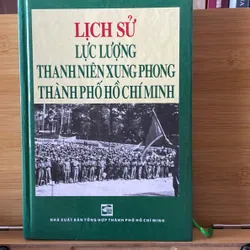 LỊCH SỬ
LỰC LƯỢNG
THANH NIÊN XUNG PHONG
THÀNH PHỐ HỒ CHÍ MINH
NHÀ XUẤT BẢN TỔNG HỢP THÀNH PHỐ HỒ CHÍ MINH